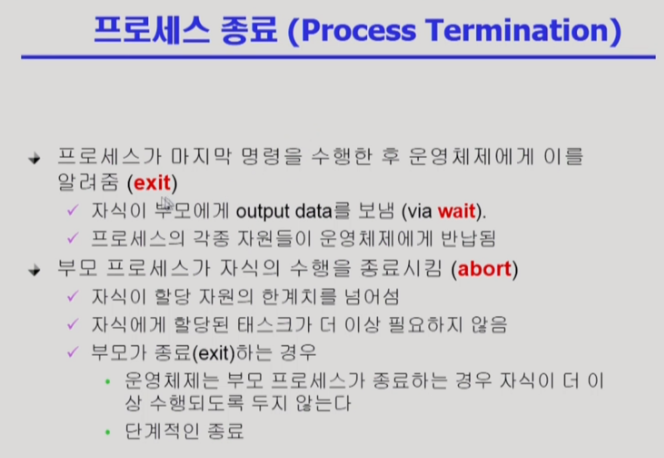 프로세스 종료 (Process Termination)
프로세스가 마지막 명령을 수행한 후 운영체제에게 이를
알려줌 (exit)
자식이 부모에게 output data를 보냄 (via wait).
프로세스의 각종 자원들이 운영체제에게 반납됨
부모 프로세스가 자식의 수행을 종료시킴 (abort)
자식이 할당 자원의 한계치를 넘어섬
자식에게 할당된 태스크가 더 이상 필요하지 않음
부모가 종료(exit)하는 경우
운영체제는 부모 프로세스가 종료하는 경우 자식이 더 이
상 수행되도록 두지 않는다
단계적인 종료